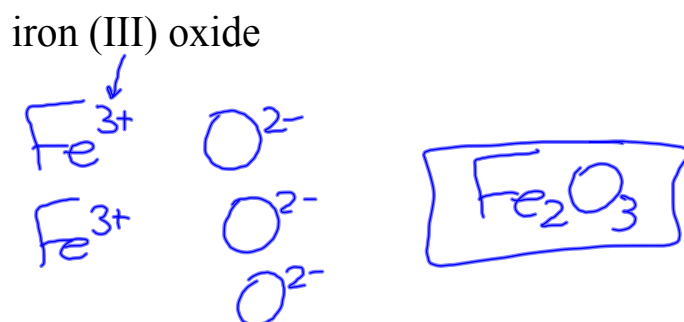 iron (III) oxide
Fe³⁺ O²⁻
Fe³⁺ O²⁻
O²⁻
Fe₂O₃